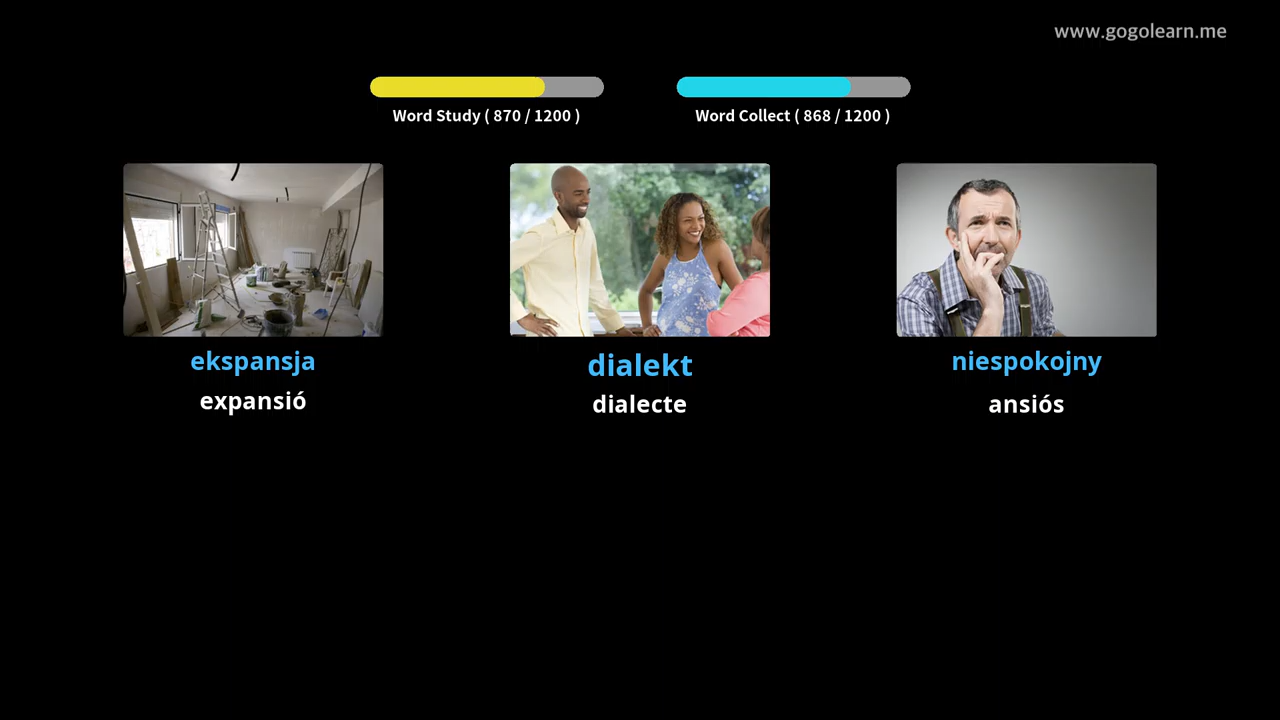 www.gogolearn.me
Word Study ( 870 / 1200 )
Word Collect ( 868 / 1200 )
ekspansja
expansió
dialekt
dialecte
niespokojny
ansiós